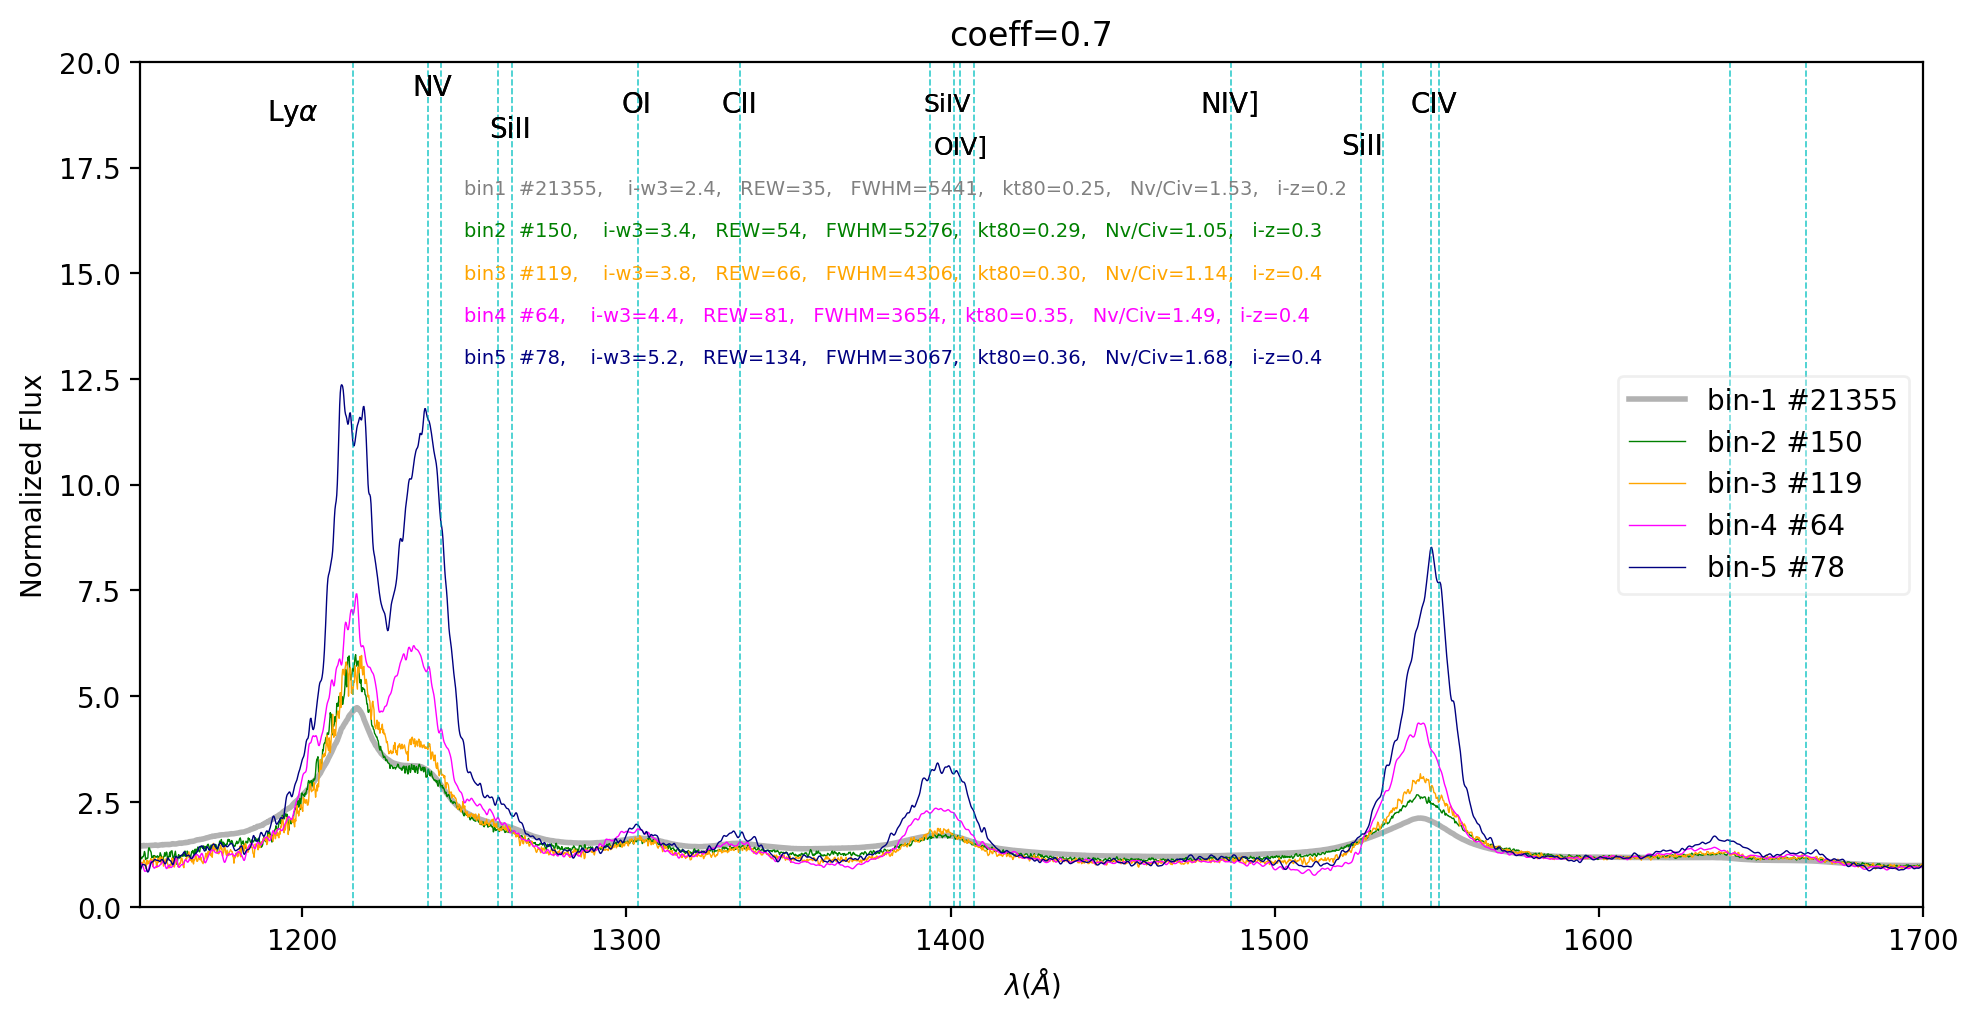 coeff=0.7
20.0
17.5
15.0
12.5
10.0
7.5
5.0
2.5
0.0
Normalized Flux
Lyα
NV
SiII
OI
CII
SiIV
OIV]
NIV]
SiII
CIV
bin1 #21355, i-w3=2.4, REW=35, FWHM=5441, kt80=0.25, Nv/Civ=1.53, i-z=0.2
bin2 #150, i-w3=3.4, REW=54, FWHM=5276, kt80=0.29, Nv/Civ=1.05, i-z=0.3
bin3 #119, i-w3=3.8, REW=66, FWHM=4306, kt80=0.30, Nv/Civ=1.14, i-z=0.4
bin4 #64, i-w3=4.4, REW=81, FWHM=3654, kt80=0.35, Nv/Civ=1.49, i-z=0.4
bin5 #78, i-w3=5.2, REW=134, FWHM=3067, kt80=0.36, Nv/Civ=1.68, i-z=0.4
bin-1 #21355
bin-2 #150
bin-3 #119
bin-4 #64
bin-5 #78
1200 1300 1400 1500 1600 1700
λ(Å)